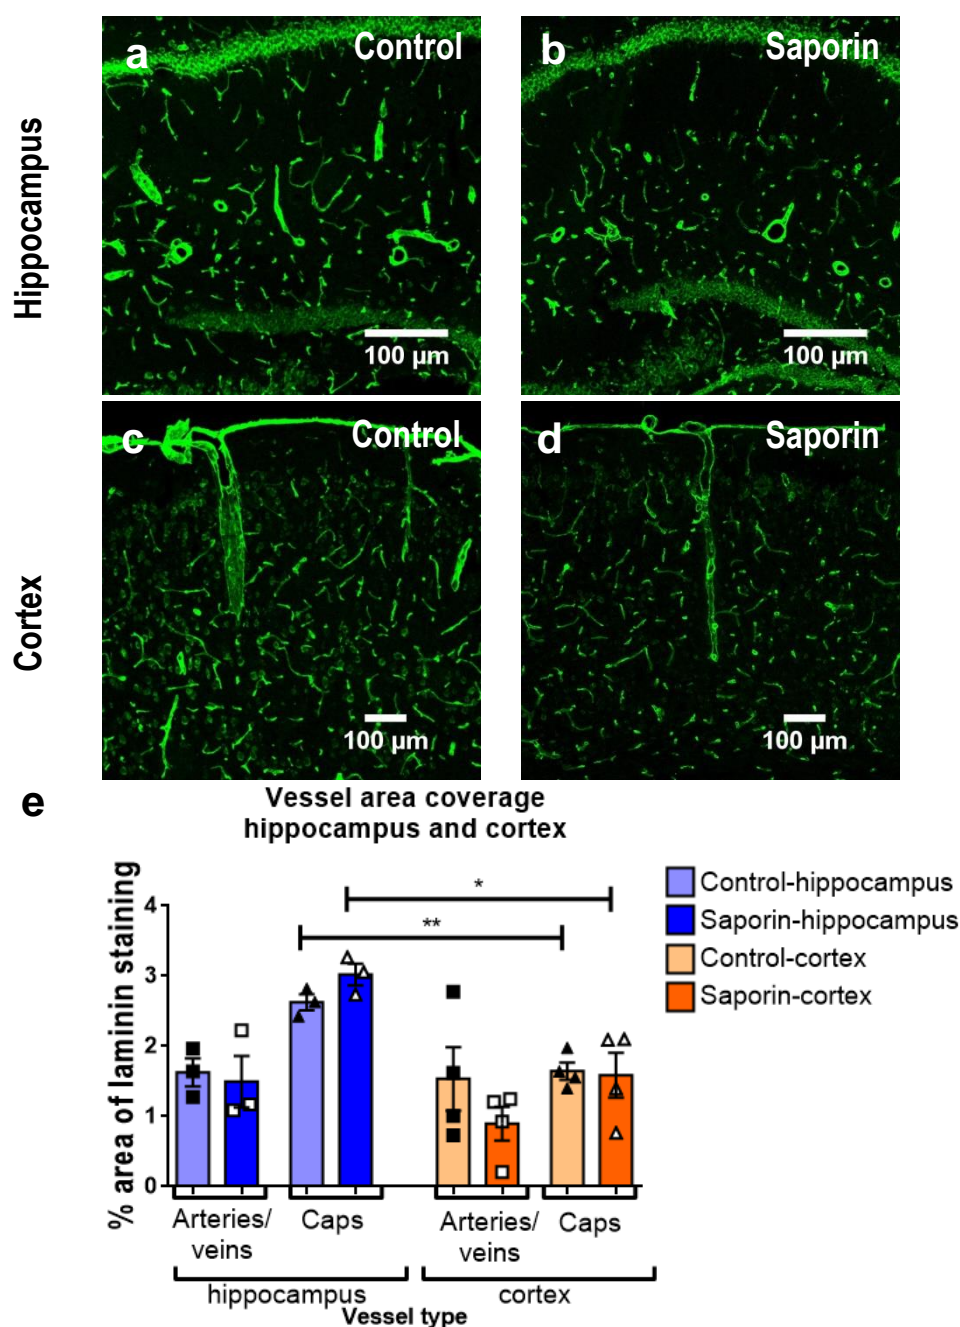 Hippocampus
a
Control
100 µm
b
Saporin
100 µm
Cortex
c
Control
100 µm
d
Saporin
100 µm
e
Vessel area coverage
hippocampus and cortex
% area of laminin staining
4
3
2
1
0
*
**
Control-hippocampus
Saporin-hippocampus
Control-cortex
Saporin-cortex
Arteries/
veins
Caps
Arteries/
veins
Caps
hippocampus
cortex
Vessel type